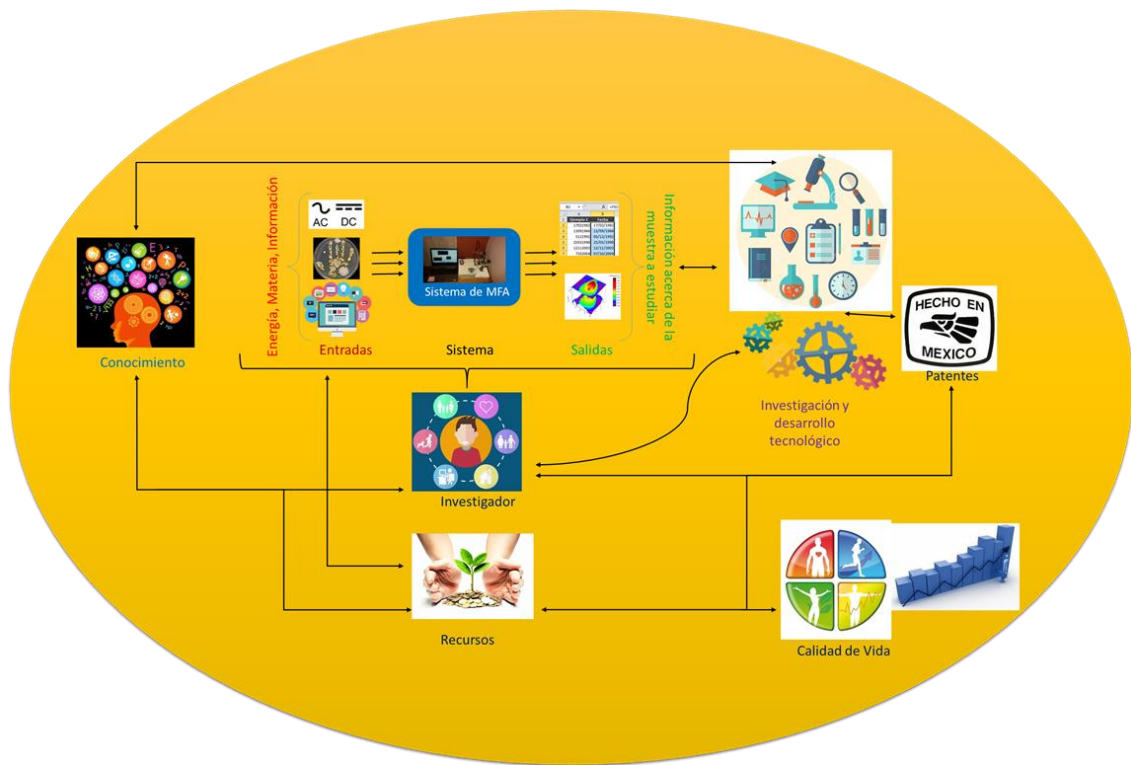 Energía, Materia, Información
AC DC
Información acerca de la
muestra a estudiar
Sistema de MFA
Conocimiento
Entradas
Sistema
Salidas
HECHO EN
MEXICO
Patentes
Investigación y
desarrollo
tecnológico
Investigador
Recursos
Calidad de Vida